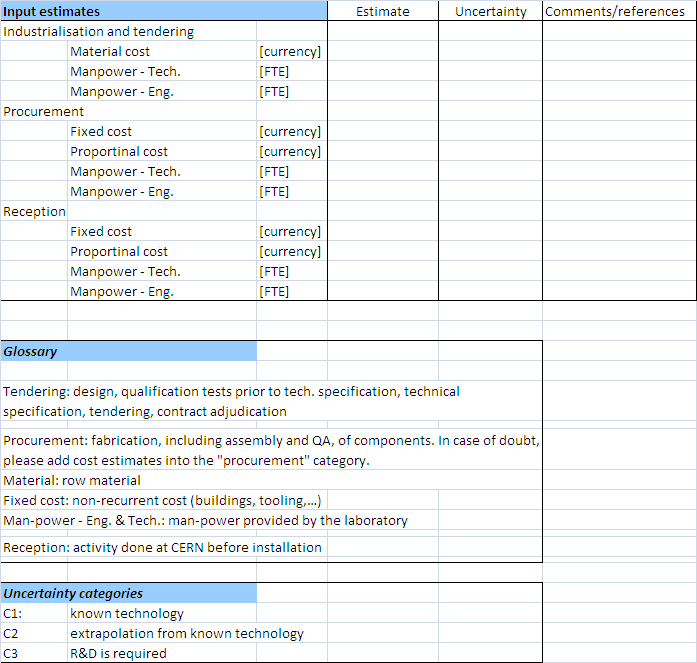 Input estimates Estimate Uncertainty Comments/references
Industrialisation and tendering
Material cost [currency]
Manpower - Tech. [FTE]
Manpower - Eng. [FTE]
Procurement
Fixed cost [currency]
Proportinal cost [currency]
Manpower - Tech. [FTE]
Manpower - Eng. [FTE]
Reception
Fixed cost [currency]
Proportinal cost [currency]
Manpower - Tech. [FTE]
Manpower - Eng. [FTE]
Glossary
Tendering: design, qualification tests prior to tech. specification, technical
specification, tendering, contract adjudication
Procurement: fabrication, including assembly and QA, of components. In case of doubt,
please add cost estimates into the "procurement" category.
Material: row material
Fixed cost: non-recurrent cost (buildings, tooling,...)
Man-power - Eng. & Tech.: man-power provided by the laboratory
Reception: activity done at CERN before installation
Uncertainty categories
C1: known technology
C2 extrapolation from known technology
C3 R&D is required